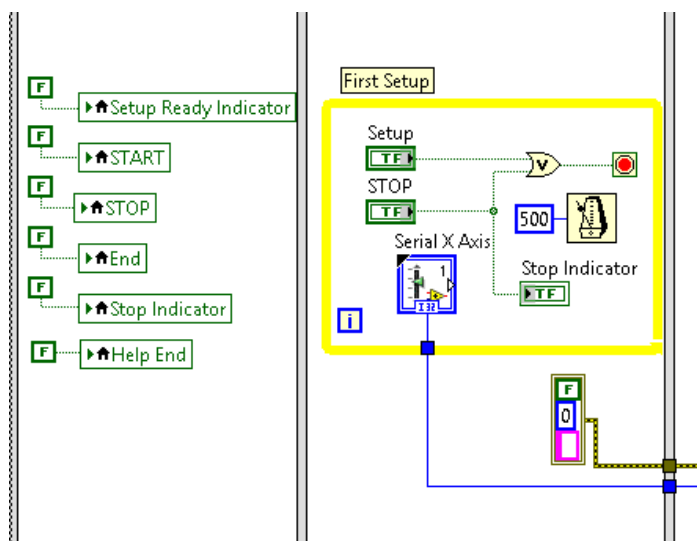 F
Setup Ready Indicator
F
START
F
STOP
F
End
F
Stop Indicator
F
Help End
First Setup
Setup
TF
V
STOP
TF
500
Serial X Axis
1
I32
Stop Indicator
TF
i
F
0